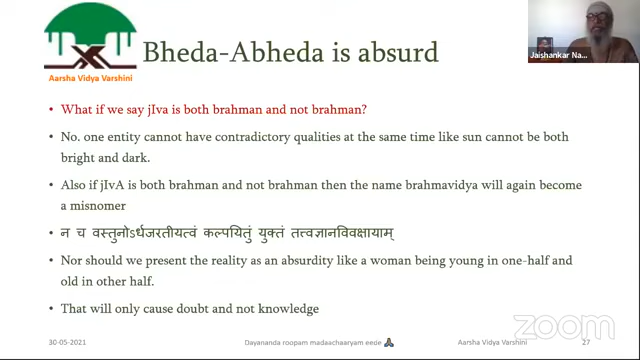 Bheda-Abheda is absurd
Jaishankar Na...
Aarsha Vidya Varshini
• What if we say jIva is both brahman and not brahman?
• No. one entity cannot have contradictory qualities at the same time like sun cannot be both
bright and dark.
• Also if jIvA is both brahman and not brahman then the name brahmavidya will again become
a misnomer
• न च वस्तुनोऽर्धजरतीयत्वं कल्पयितुं युक्तं तत्त्वज्ञानविवक्षायाम्
• Nor should we present the reality as an absurdity like a woman being young in one-half and
old in other half.
• That will only cause doubt and not knowledge
30-05-2021
Dayananda roopam madaachaaryam eede 🙏
Aarsha Vidya Varshini
27
zoom